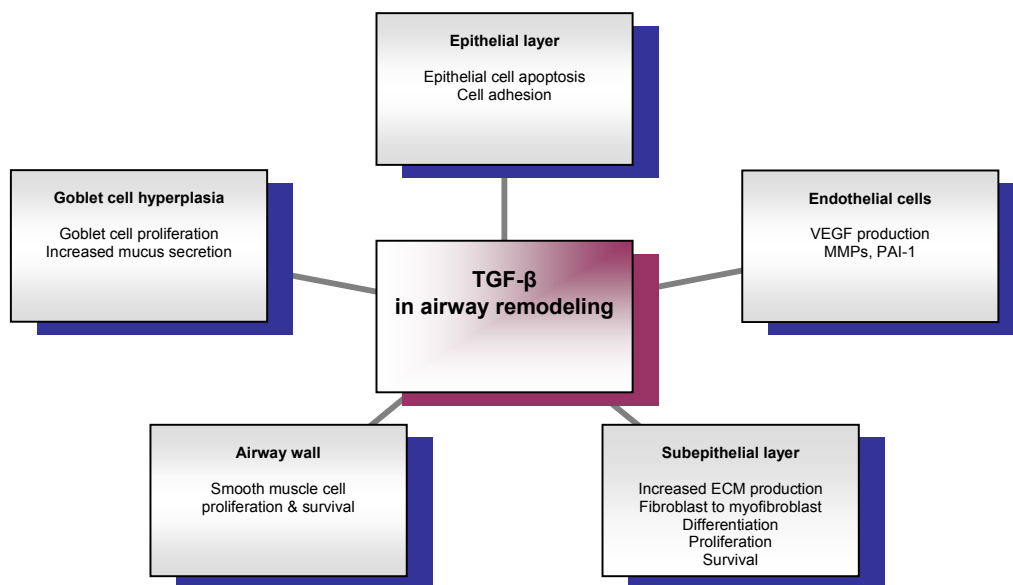 Epithelial layer
Epithelial cell apoptosis
Cell adhesion
Goblet cell hyperplasia
Goblet cell proliferation
Increased mucus secretion
Endothelial cells
VEGF production
MMPs, PAI-1
TGF-β
in airway remodeling
Airway wall
Smooth muscle cell
proliferation & survival
Subepithelial layer
Increased ECM production
Fibroblast to myofibroblast
Differentiation
Proliferation
Survival